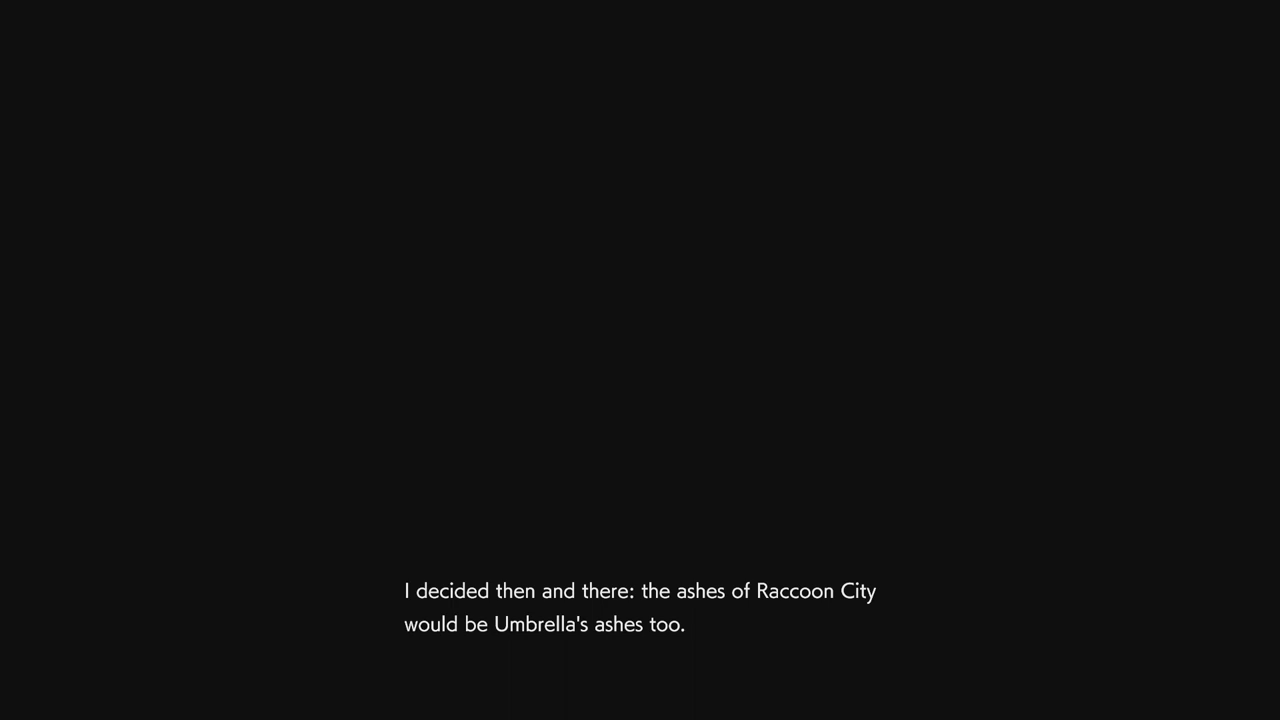 I decided then and there: the ashes of Raccoon City
would be Umbrella's ashes too.